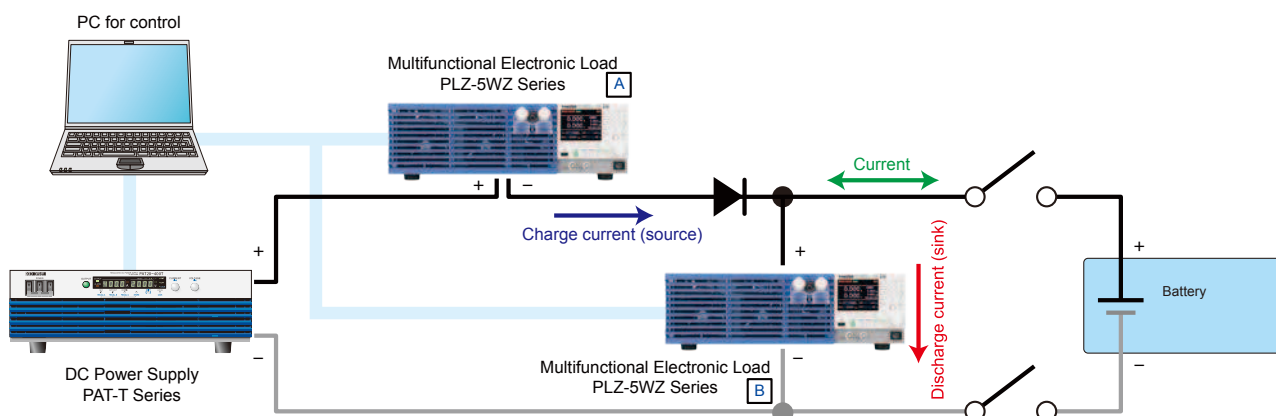 PC for control
Multifunctional Electronic Load
PLZ-5WZ Series
A
+
−
Current
Charge current (source)
+
+
+
Discharge current (sink)
Battery
−
−
−
DC Power Supply
PAT-T Series
Multifunctional Electronic Load
PLZ-5WZ Series
B